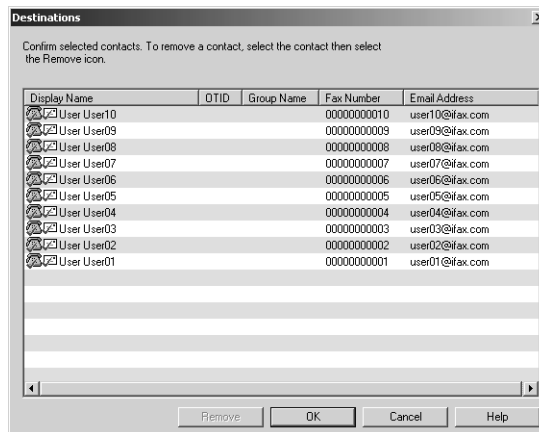 Destinations
Confirm selected contacts. To remove a contact, select the contact then select
the Remove icon.
Display Name OTID Group Name Fax Number Email Address
User User10 00000000010 user10@ifax.com
User User09 00000000009 user09@ifax.com
User User08 00000000008 user08@ifax.com
User User07 00000000007 user07@ifax.com
User User06 00000000006 user06@ifax.com
User User05 00000000005 user05@ifax.com
User User04 00000000004 user04@ifax.com
User User03 00000000003 user03@ifax.com
User User02 00000000002 user02@ifax.com
User User01 00000000001 user01@ifax.com
Remove OK Cancel Help